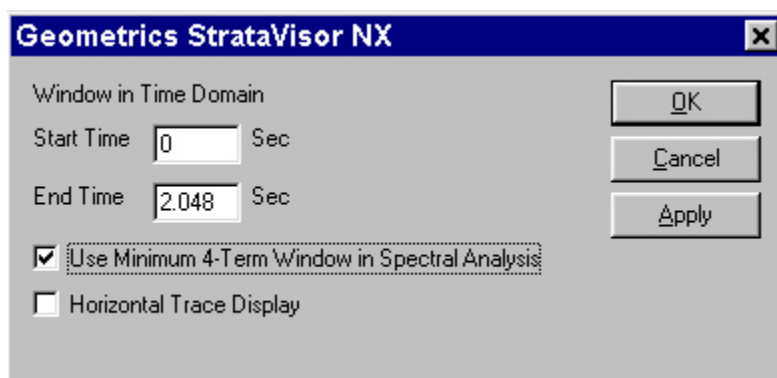 Geometrics StrataVisor NX
Window in Time Domain
Start Time 0 Sec
End Time 2.048 Sec
Use Minimum 4-Term Window in Spectral Analysis
Horizontal Trace Display
OK
Cancel
Apply